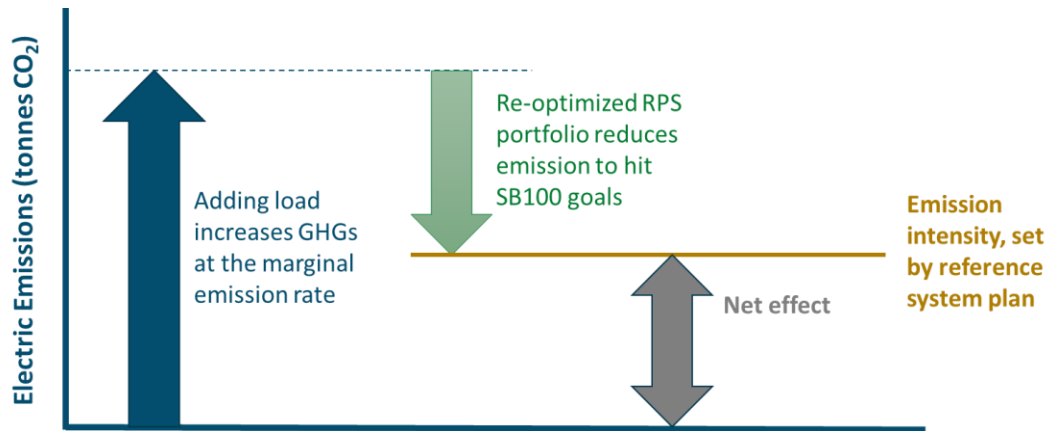 Electric Emissions (tonnes CO₂)
Adding load
increases GHGs
at the marginal
emission rate
Re-optimized RPS
portfolio reduces
emission to hit
SB100 goals
Net effect
Emission
intensity, set
by reference
system plan